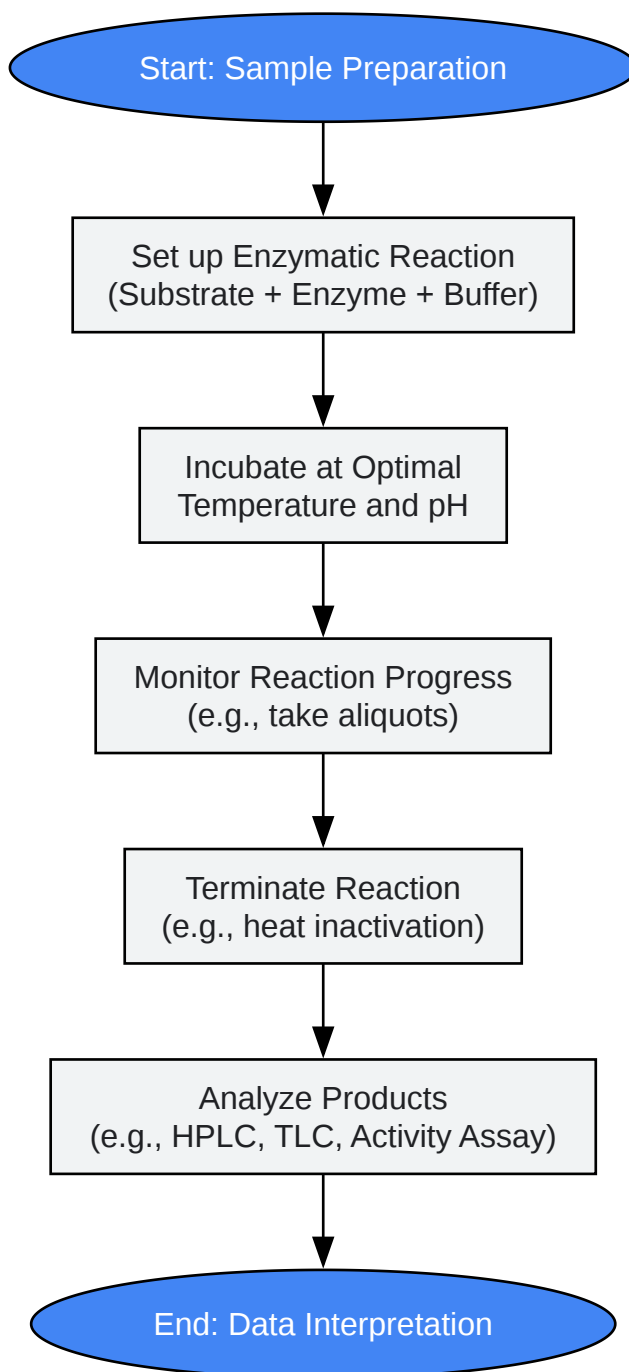 Start: Sample Preparation
Set up Enzymatic Reaction
(Substrate + Enzyme + Buffer)
Incubate at Optimal
Temperature and pH
Monitor Reaction Progress
(e.g., take aliquots)
Terminate Reaction
(e.g., heat inactivation)
Analyze Products
(e.g., HPLC, TLC, Activity Assay)
End: Data Interpretation